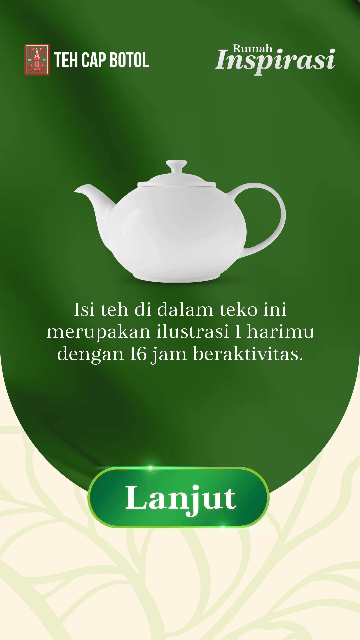 TEH CAP BOTOL
Rumah
Inspirasi
Isi teh di dalam teko ini
merupakan ilustrasi 1 harimu
dengan 16 jam beraktivitas.
Lanjut